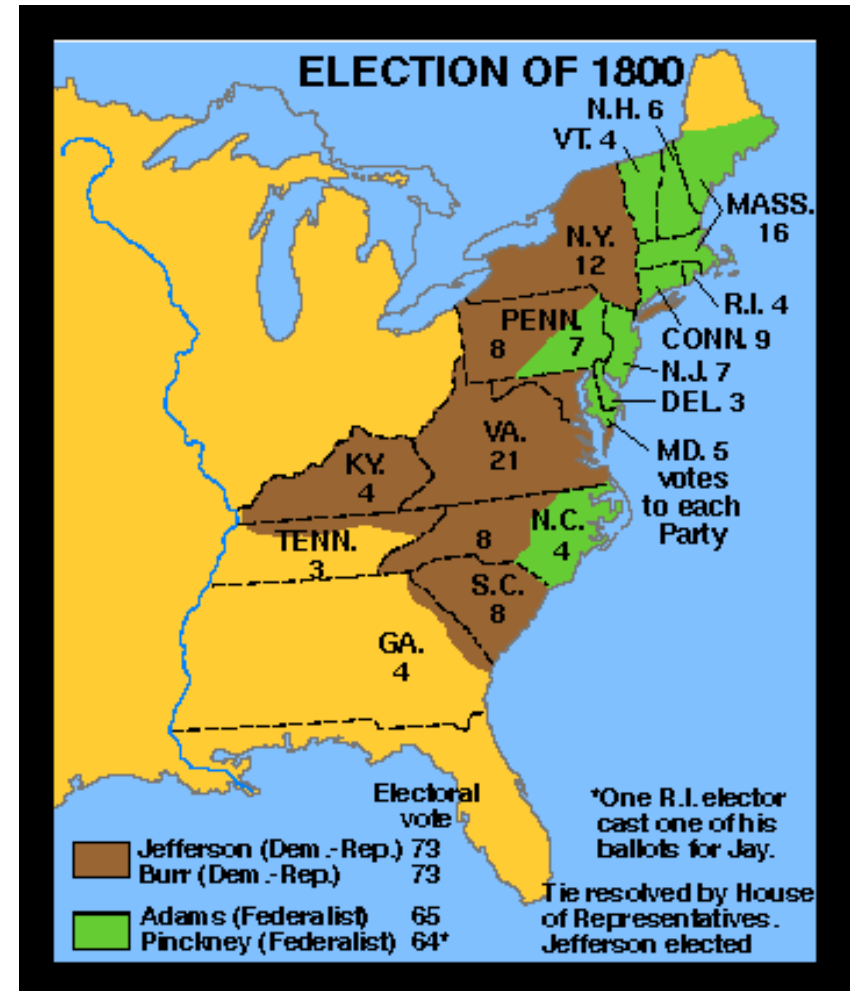 ELECTION OF 1800
N.H. 6
VT. 4
MASS.
16
N.Y.
12
R.I. 4
PENN.
8
7
CONN. 9
N.J. 7
DEL. 3
VA.
21
MD. 5
votes
to each
Party
KY.
4
N.C.
4
8
TENN.
3
S.C.
8
GA.
4
Electoral
vote
Jefferson (Dem.-Rep.) 73
Burr (Dem.-Rep.) 73
Adams (Federalist) 65
Pinckney (Federalist) 64*
*One R.I. elector
cast one of his
ballots for Jay.
Tie resolved by House
of Representatives.
Jefferson elected